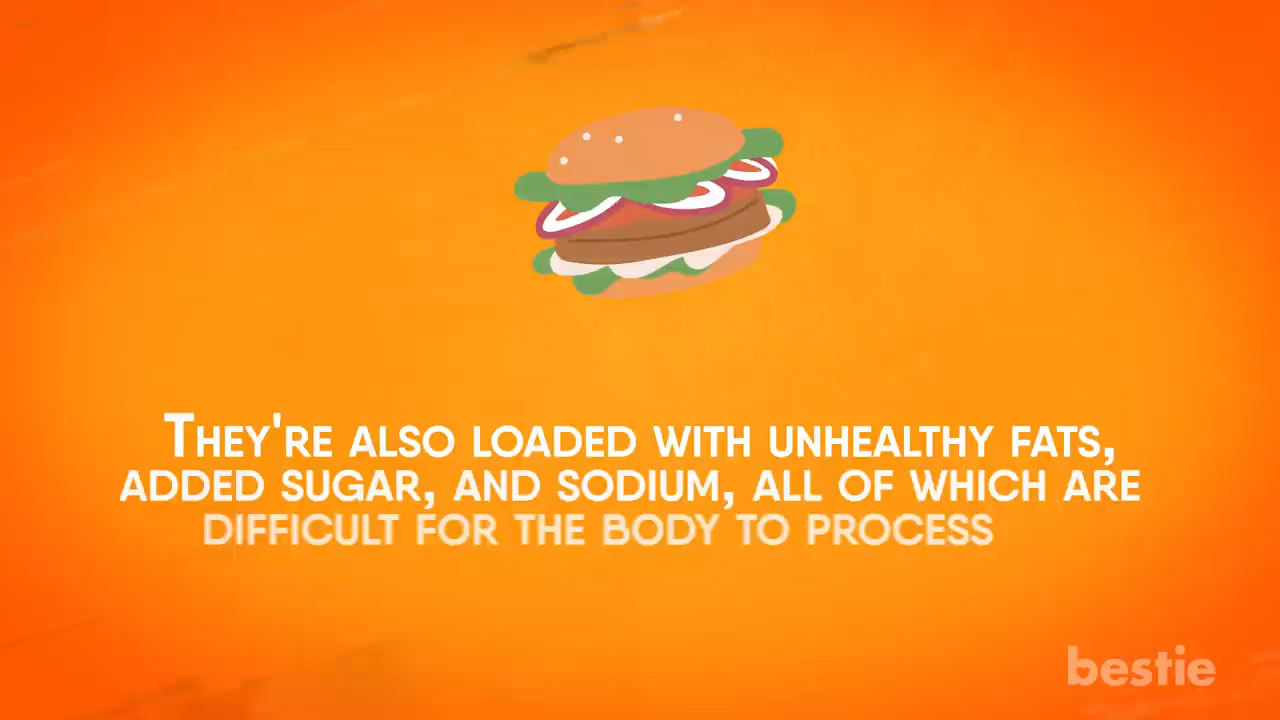 They're also loaded with unhealthy fats,
added sugar, and sodium, all of which are
difficult for the body to process
bestie